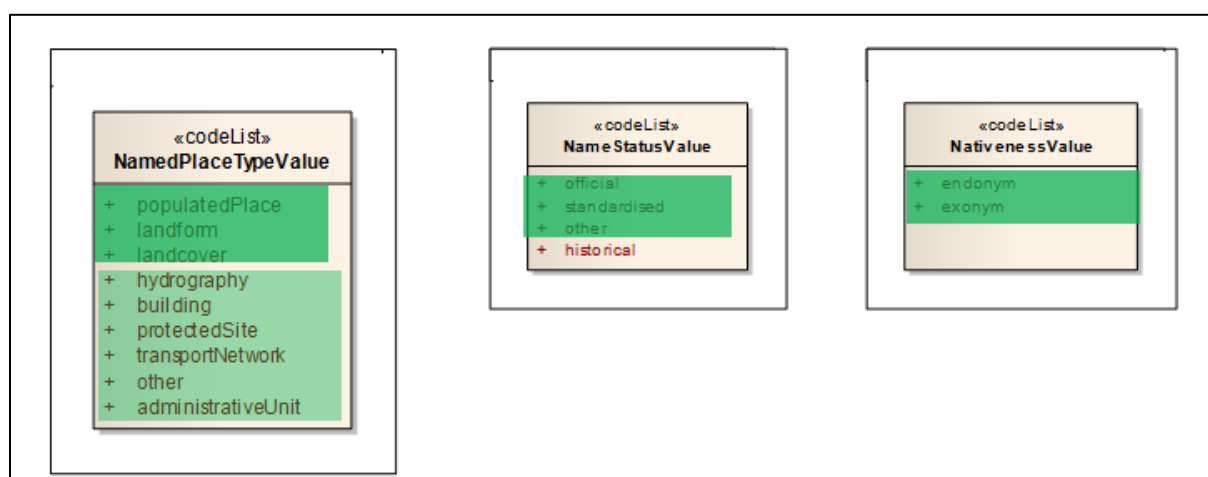 «codeList»
NamedPlaceTypeValue
+ populatedPlace
+ landform
+ landcover
+ hydrography
+ building
+ protectedSite
+ transportNetwork
+ other
+ administrativeUnit
«codeList»
NameStatusValue
+ official
+ standardised
+ other
+ historical
«codeList»
NativenessValue
+ endonym
+ exonym